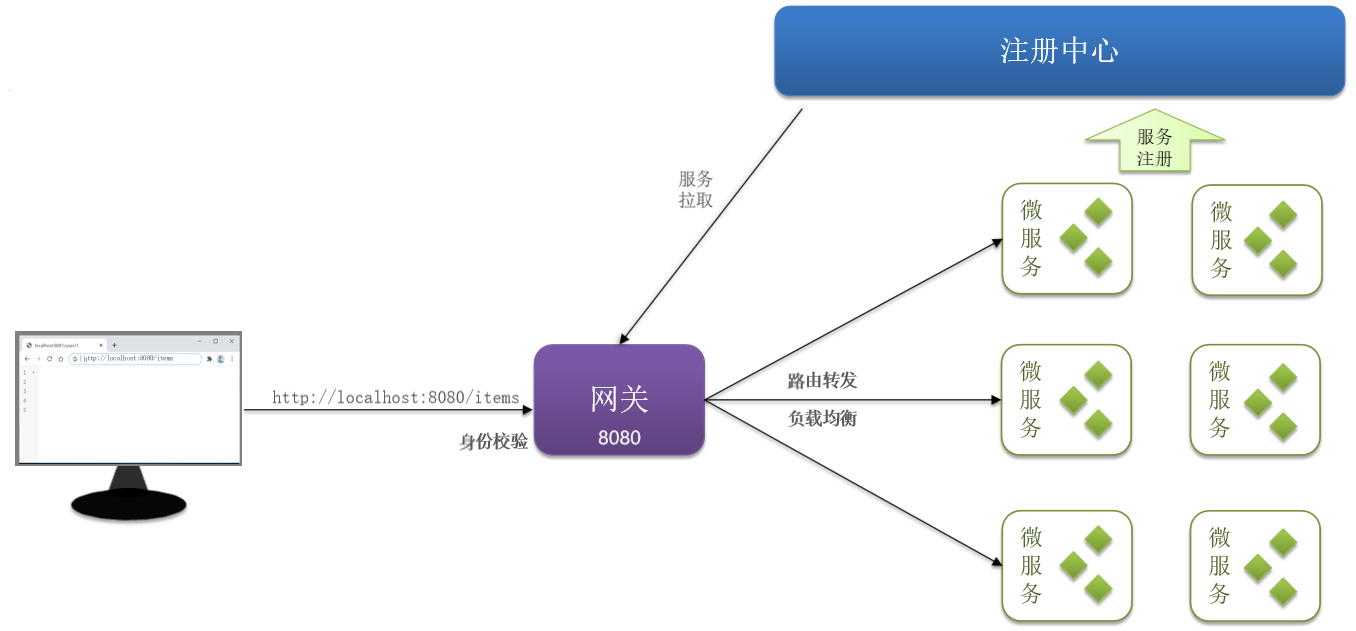 注册中心
服务
注册
服务
拉取
微
服
务
微
服
务
localhost:8081/user/1
http://localhost:8080/items
1
2
3
4
5
http://localhost:8080/items
身份校验
网关
8080
路由转发
负载均衡
微
服
务
微
服
务
微
服
务
微
服
务